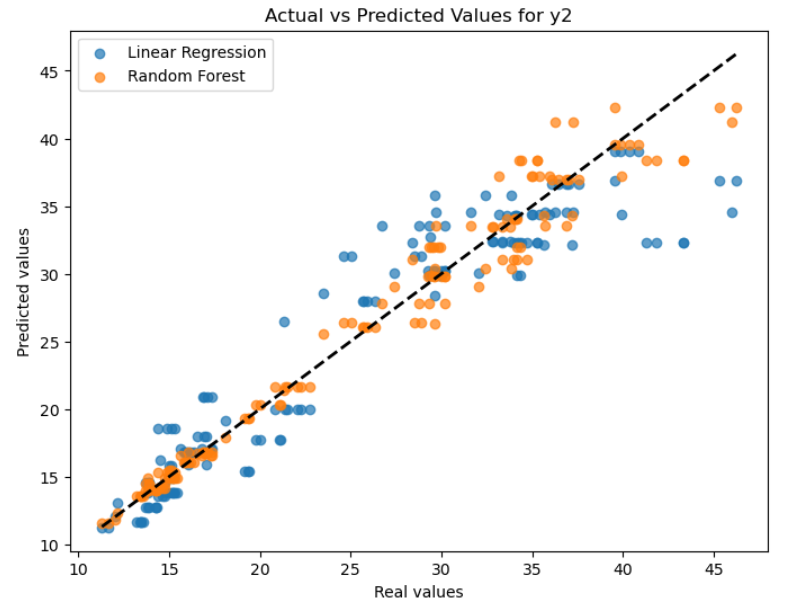 Actual vs Predicted Values for y2
Linear Regression
Random Forest
45
40
35
30
25
20
15
10
Predicted values
10 15 20 25 30 35 40 45
Real values